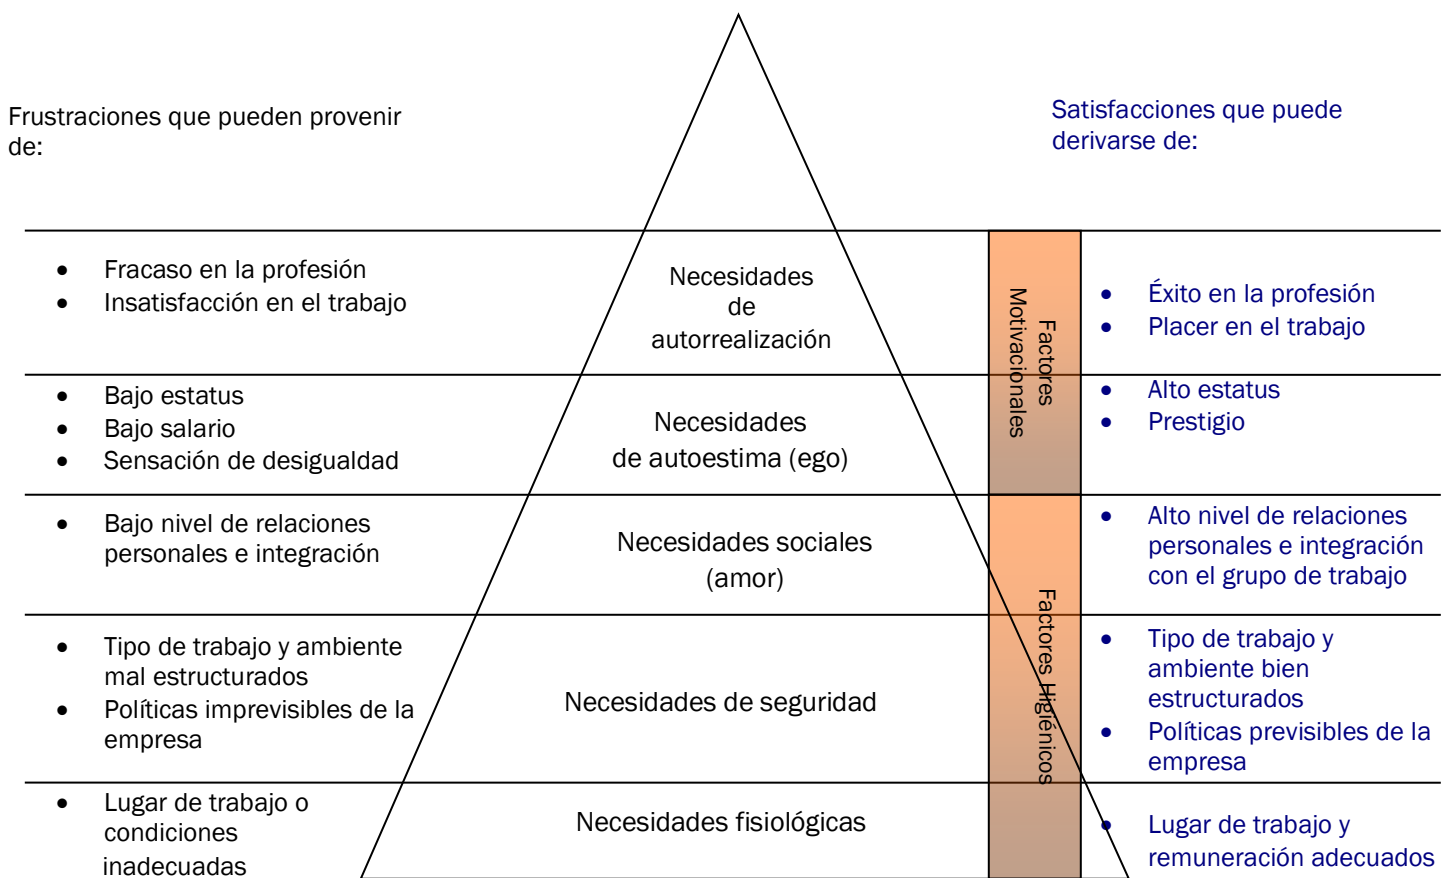 Frustraciones que pueden provenir
de:
Satisfacciones que puede
derivarse de:
• Fracaso en la profesión
• Insatisfacción en el trabajo
Necesidades
de
autorrealización
Factores
Motivacionales
• Éxito en la profesión
• Placer en el trabajo
• Bajo estatus
• Bajo salario
• Sensación de desigualdad
Necesidades
de autoestima (ego)
• Alto estatus
• Prestigio
• Bajo nivel de relaciones
personales e integración
Necesidades sociales
(amor)
Factores Higiénicos
• Alto nivel de relaciones
personales e integración
con el grupo de trabajo
• Tipo de trabajo y ambiente
mal estructurados
• Políticas imprevisibles de la
empresa
Necesidades de seguridad
• Tipo de trabajo y
ambiente bien
estructurados
• Políticas previsibles de la
empresa
• Lugar de trabajo o
condiciones
inadecuadas
Necesidades fisiológicas
• Lugar de trabajo y
remuneración adecuados